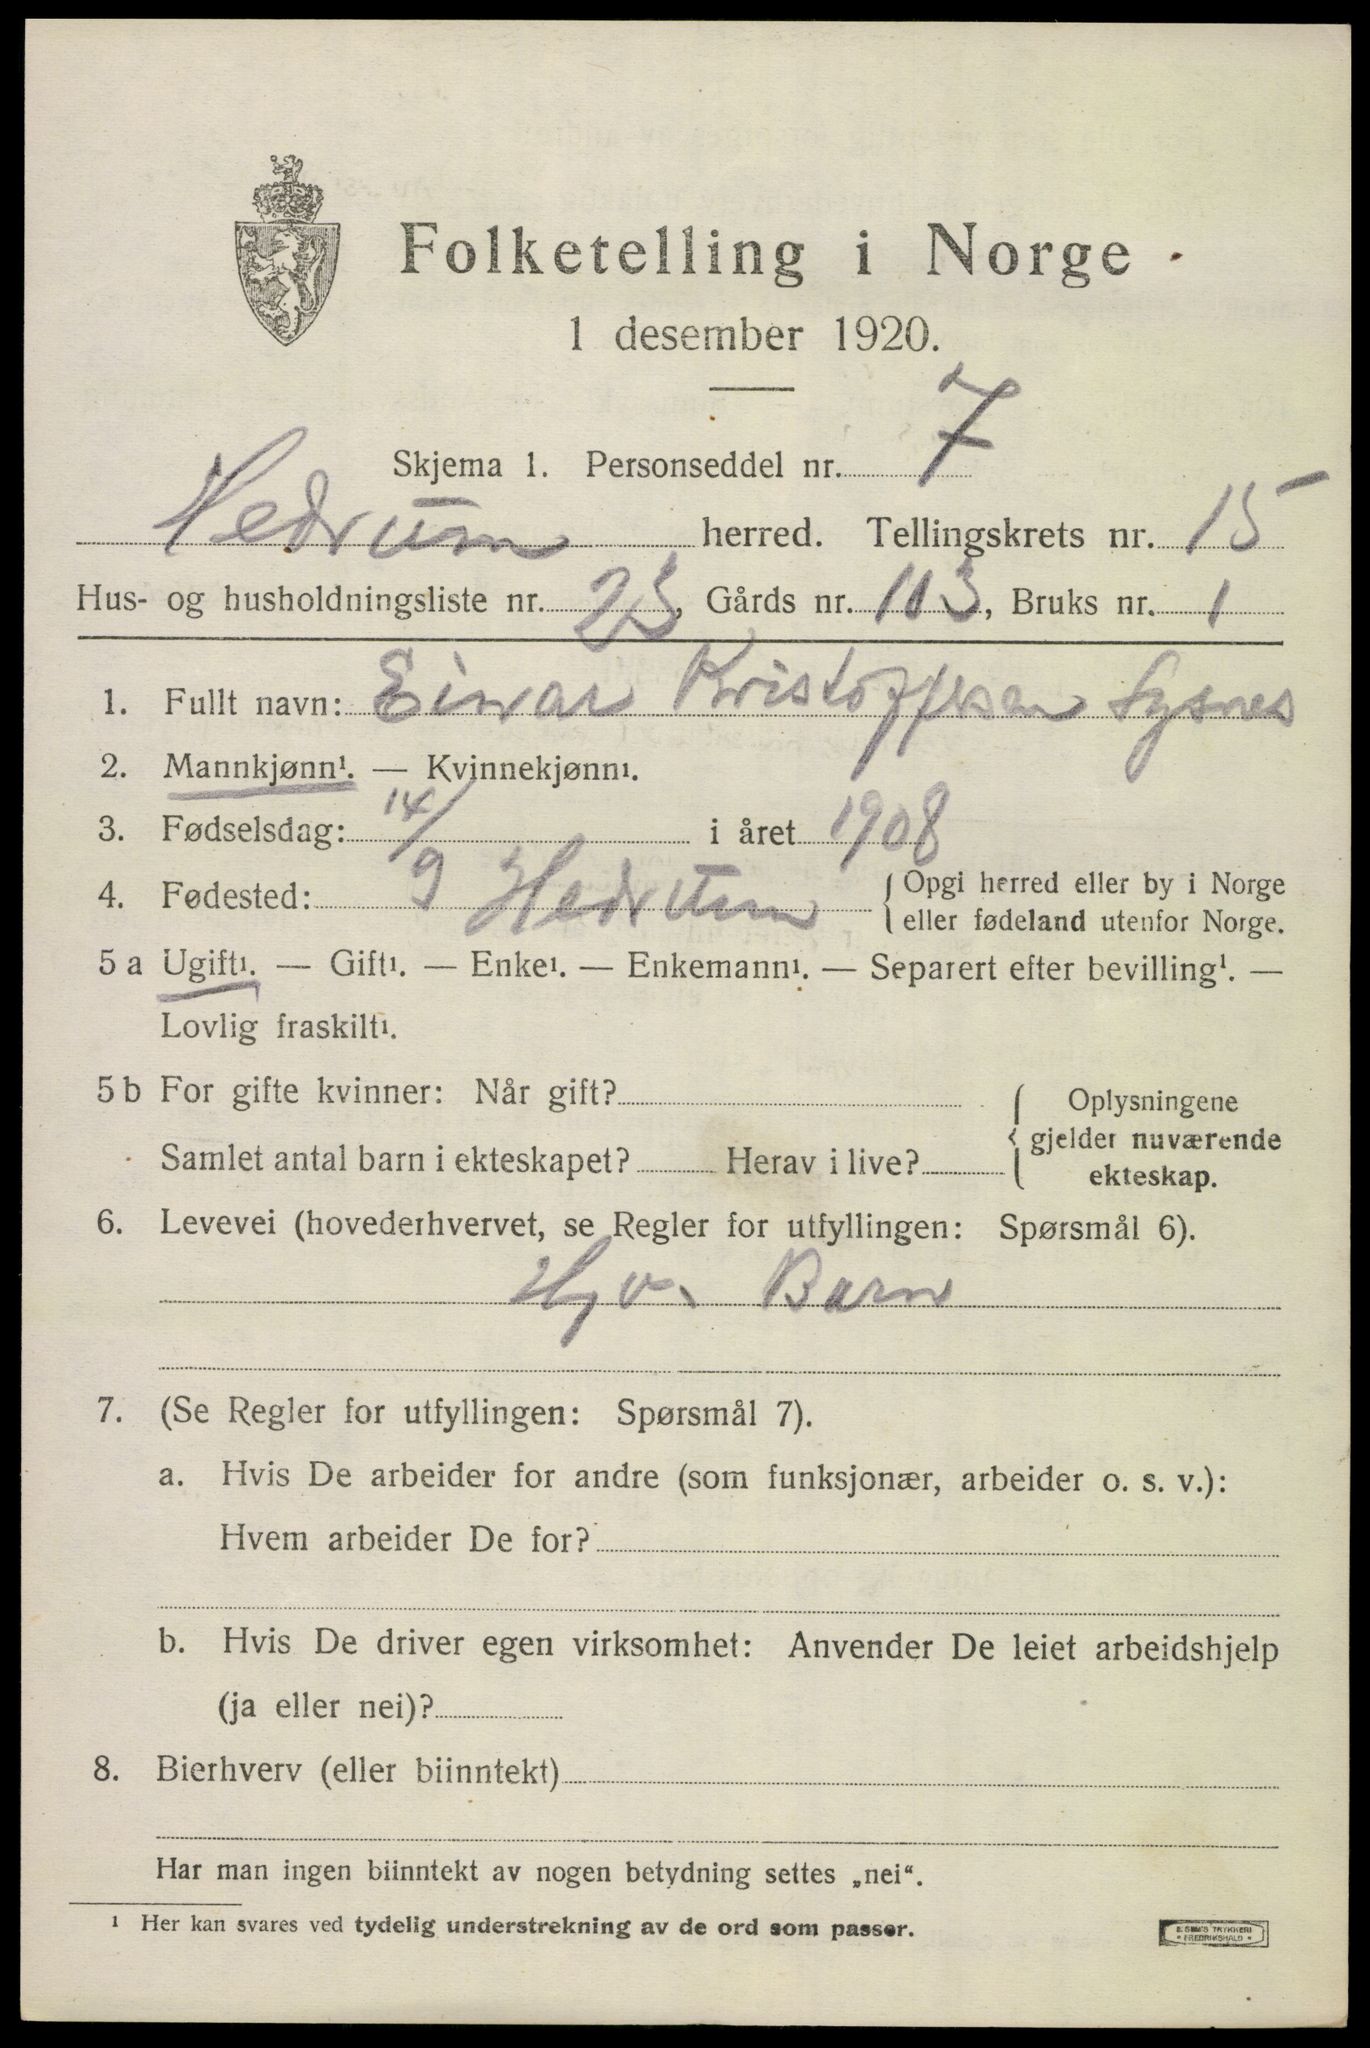 Folketelling i Norge
1 desember 1920.
Skjema 1. Personseddel nr. 7
Hedrum herred. Tellingskrets nr. 15
Hus- og husholdningsliste nr. 23, Gårds nr. 113, Bruks nr. 1
1. Fullt navn: Einar Kristoffersen Sysnes
2. Mannkjønn¹. — Kvinnekjønn¹.
3. Fødselsdag: 14/9 i året 1908
4. Fødested: Hedrum {Opgi herred eller by i Norge
eller fødeland utenfor Norge.
5 a Ugift¹. — Gift¹. — Enke¹. — Enkemann¹. — Separert efter bevilling¹. —
Lovlig fraskilt¹.
5 b For gifte kvinner: Når gift? { Oplysningene
gjelder nuværende
ekteskap.
Samlet antal barn i ekteskapet? Herav i live?
6. Levevei (hovederhvervet, se Regler for utfyllingen: Spørsmål 6).
Barn
7. (Se Regler for utfyllingen: Spørsmål 7).
a. Hvis De arbeider for andre (som funksjonær, arbeider o. s. v.):
Hvem arbeider De for?
b. Hvis De driver egen virksomhet: Anvender De leiet arbeidshjelp
(ja eller nei)?
8. Bierhverv (eller biinntekt)
Har man ingen biinntekt av nogen betydning settes „nei“.
¹ Her kan svares ved tydelig understrekning av de ord som passer.
E. SEM'S TRYKKERI
• FREDRIKSHALD •